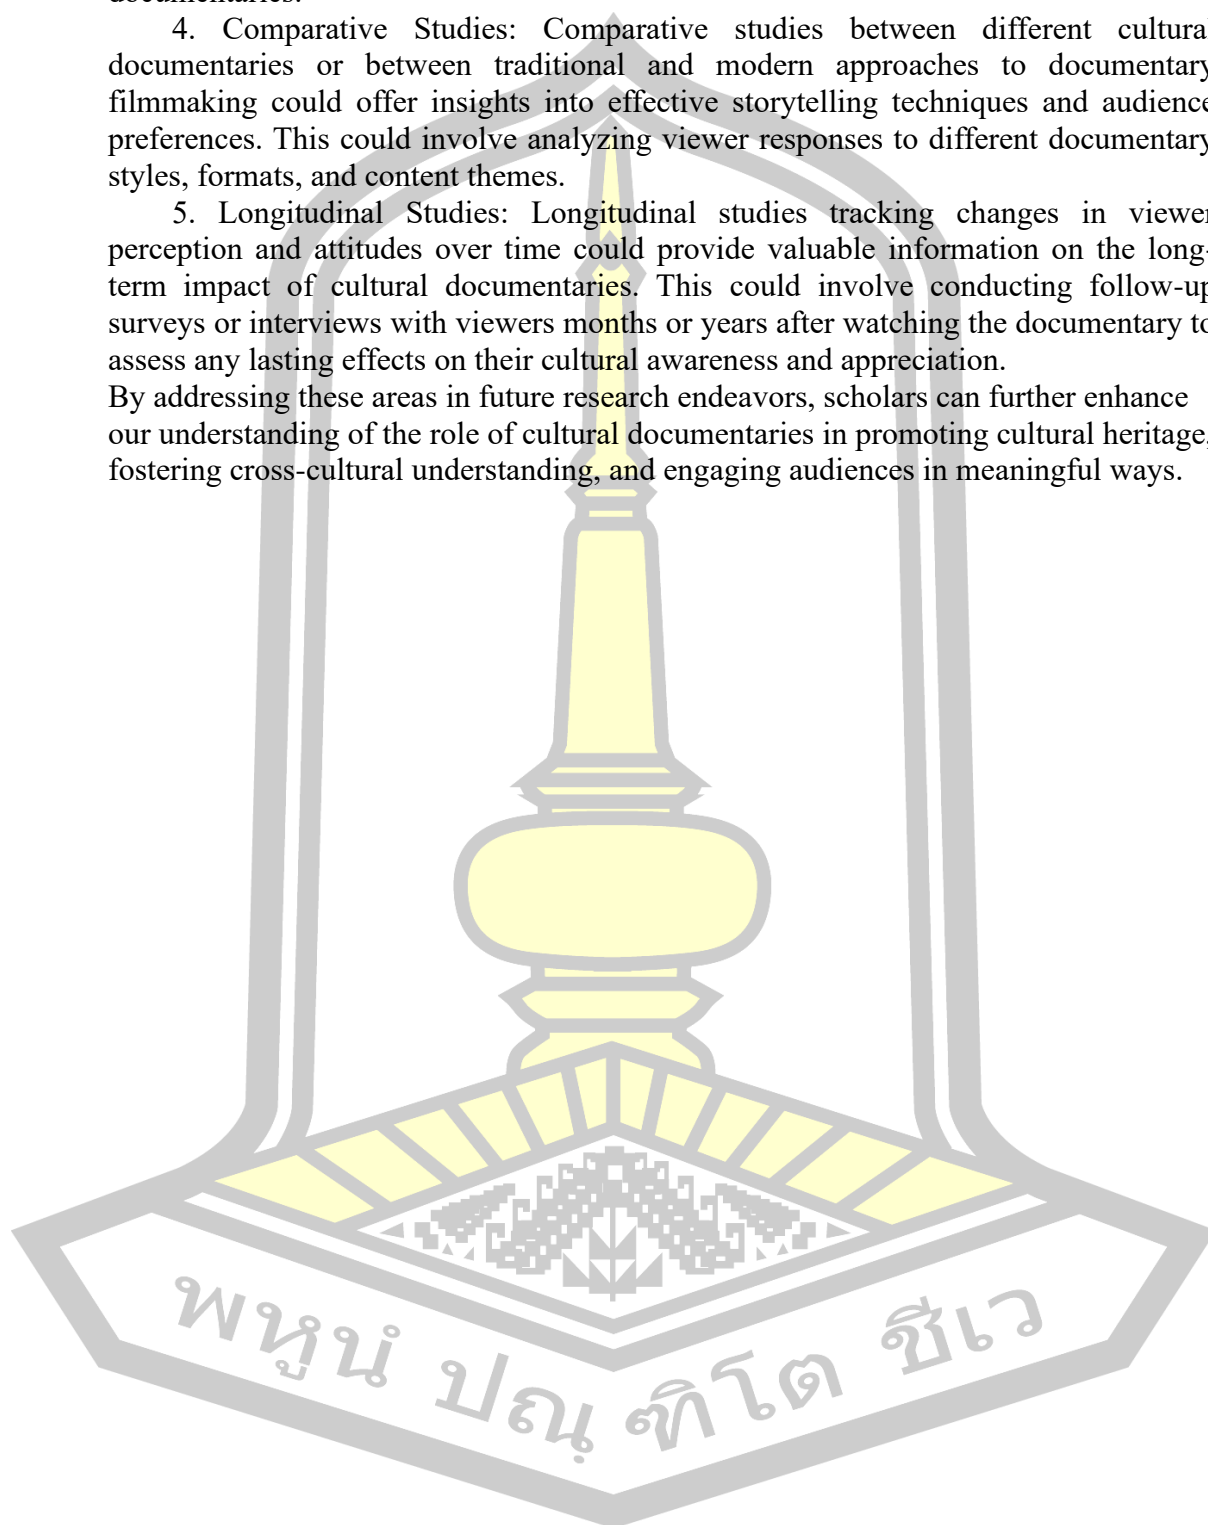 documentaries.
4. Comparative Studies: Comparative studies between different cultural
documentaries or between traditional and modern approaches to documentary
filmmaking could offer insights into effective storytelling techniques and audience
preferences. This could involve analyzing viewer responses to different documentary
styles, formats, and content themes.
5. Longitudinal Studies: Longitudinal studies tracking changes in viewer
perception and attitudes over time could provide valuable information on the long-
term impact of cultural documentaries. This could involve conducting follow-up
surveys or interviews with viewers months or years after watching the documentary to
assess any lasting effects on their cultural awareness and appreciation.
By addressing these areas in future research endeavors, scholars can further enhance
our understanding of the role of cultural documentaries in promoting cultural heritage,
fostering cross-cultural understanding, and engaging audiences in meaningful ways.
พหูนํ ปณฺ ฑิโต ชีเว